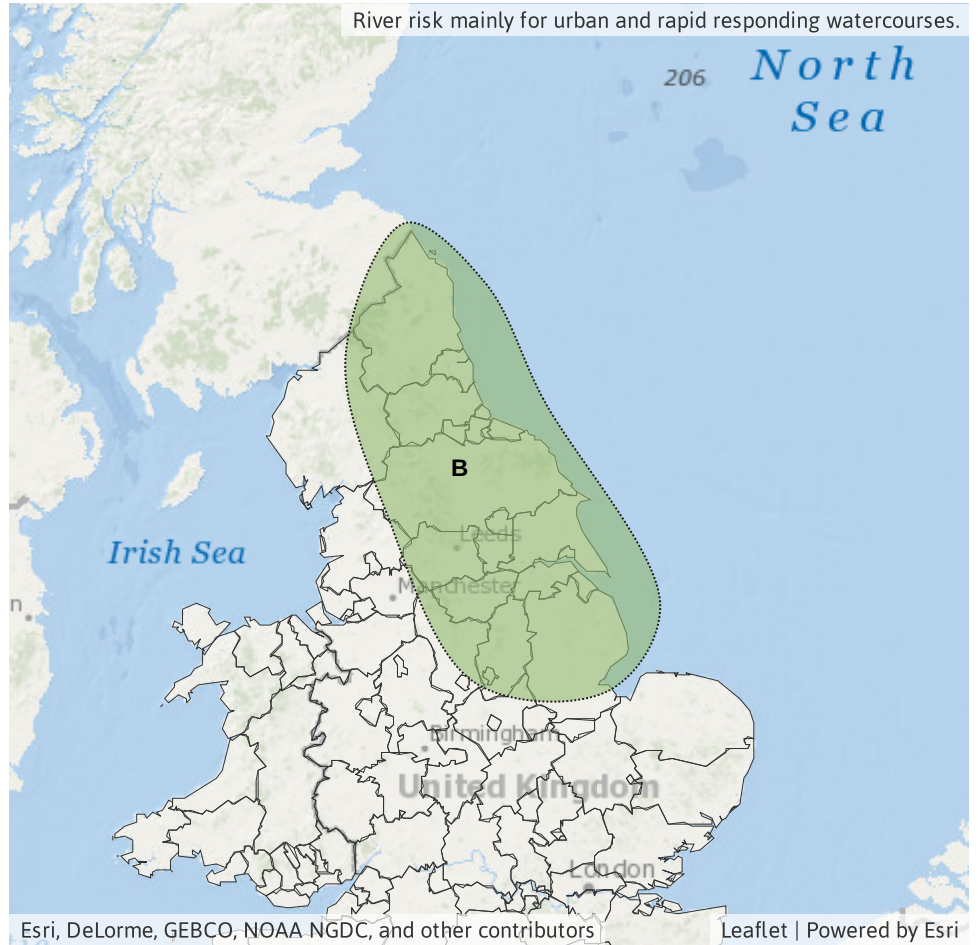 River risk mainly for urban and rapid responding watercourses.
North
206
Sea
B
Leeds
Irish Sea
Manchester
n
Birmingham
United Kingdom
London
Esri, DeLorme, GEBCO, NOAA NGDC, and other contributors
Leaflet | Powered by Esri